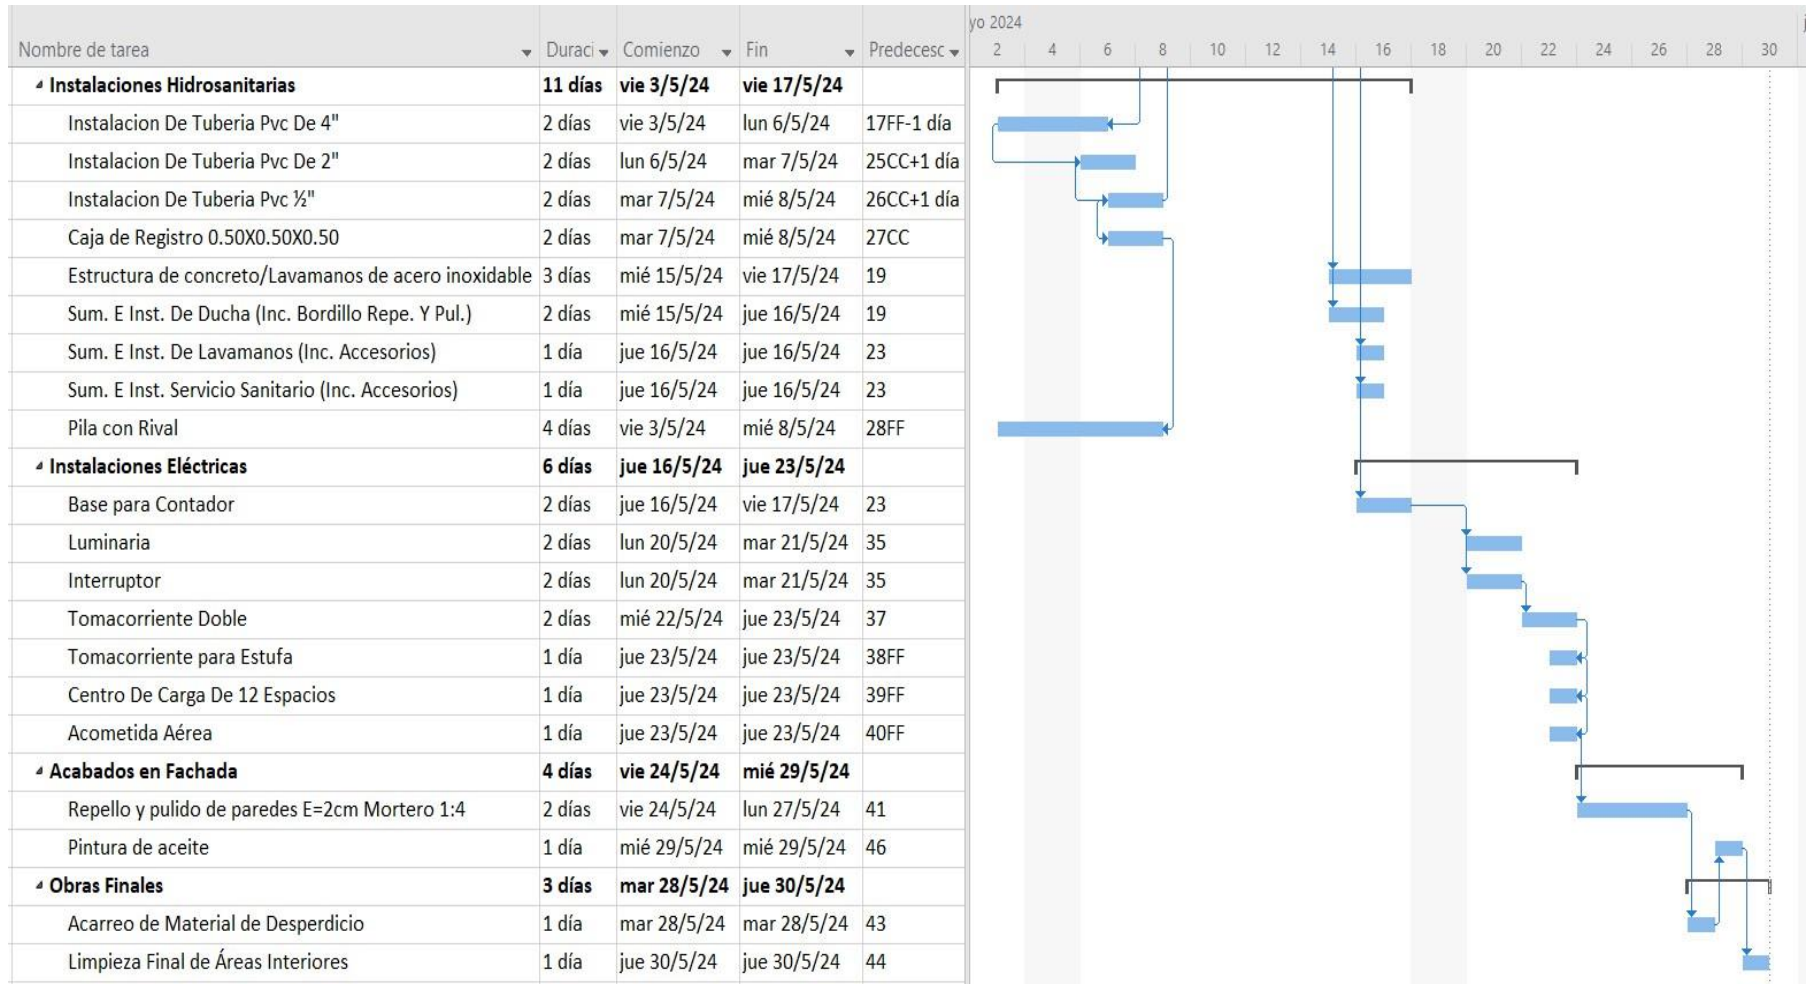 yo 2024
Nombre de tarea Duraci Comienzo Fin Predecesc 2 4 6 8 10 12 14 16 18 20 22 24 26 28 30
Instalaciones Hidrosanitarias 11 días vie 3/5/24 vie 17/5/24
Instalacion De Tuberia Pvc De 4" 2 días vie 3/5/24 lun 6/5/24 17FF-1 día
Instalacion De Tuberia Pvc De 2" 2 días lun 6/5/24 mar 7/5/24 25CC+1 día
Instalacion De Tuberia Pvc ½" 2 días mar 7/5/24 mié 8/5/24 26CC+1 día
Caja de Registro 0.50X0.50X0.50 2 días mar 7/5/24 mié 8/5/24 27CC
Estructura de concreto/Lavamanos de acero inoxidable 3 días mié 15/5/24 vie 17/5/24 19
Sum. E Inst. De Ducha (Inc. Bordillo Repe. Y Pul.) 2 días mié 15/5/24 jue 16/5/24 19
Sum. E Inst. De Lavamanos (Inc. Accesorios) 1 día jue 16/5/24 jue 16/5/24 23
Sum. E Inst. Servicio Sanitario (Inc. Accesorios) 1 día jue 16/5/24 jue 16/5/24 23
Pila con Rival 4 días vie 3/5/24 mié 8/5/24 28FF
Instalaciones Eléctricas 6 días jue 16/5/24 jue 23/5/24
Base para Contador 2 días jue 16/5/24 vie 17/5/24 23
Luminaria 2 días lun 20/5/24 mar 21/5/24 35
Interruptor 2 días lun 20/5/24 mar 21/5/24 35
Tomacorriente Doble 2 días mié 22/5/24 jue 23/5/24 37
Tomacorriente para Estufa 1 día jue 23/5/24 jue 23/5/24 38FF
Centro De Carga De 12 Espacios 1 día jue 23/5/24 jue 23/5/24 39FF
Acometida Aérea 1 día jue 23/5/24 jue 23/5/24 40FF
Acabados en Fachada 4 días vie 24/5/24 mié 29/5/24
Repello y pulido de paredes E=2cm Mortero 1:4 2 días vie 24/5/24 lun 27/5/24 41
Pintura de aceite 1 día mié 29/5/24 mié 29/5/24 46
Obras Finales 3 días mar 28/5/24 jue 30/5/24
Acarreo de Material de Desperdicio 1 día mar 28/5/24 mar 28/5/24 43
Limpieza Final de Áreas Interiores 1 día jue 30/5/24 jue 30/5/24 44